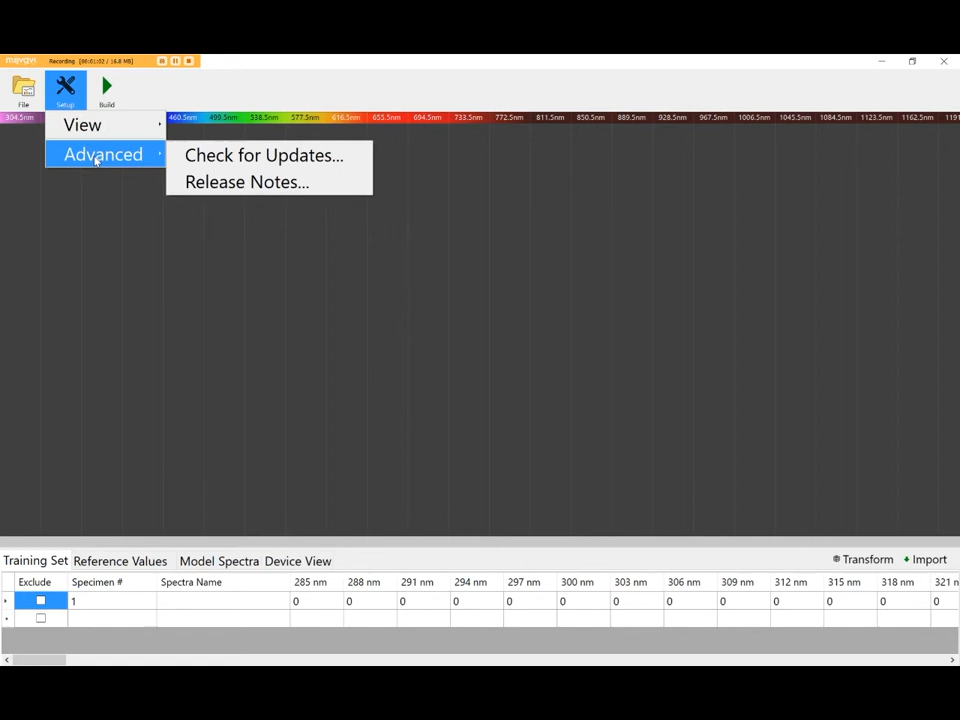 movavi Recording [00:01:02 / 16.8 MB]
File Setup Build
304.5nm 460.5nm 499.5nm 538.5nm 577.5nm 616.5nm 655.5nm 694.5nm 733.5nm 772.5nm 811.5nm 850.5nm 889.5nm 928.5nm 967.5nm 1006.5nm 1045.5nm 1084.5nm 1123.5nm 1162.5nm 1191
View
Advanced
Check for Updates...
Release Notes...
Training Set Reference Values Model Spectra Device View Transform Import
Exclude Specimen # Spectra Name 285 nm 288 nm 291 nm 294 nm 297 nm 300 nm 303 nm 306 nm 309 nm 312 nm 315 nm 318 nm 321 n
1 0 0 0 0 0 0 0 0 0 0 0 0 0